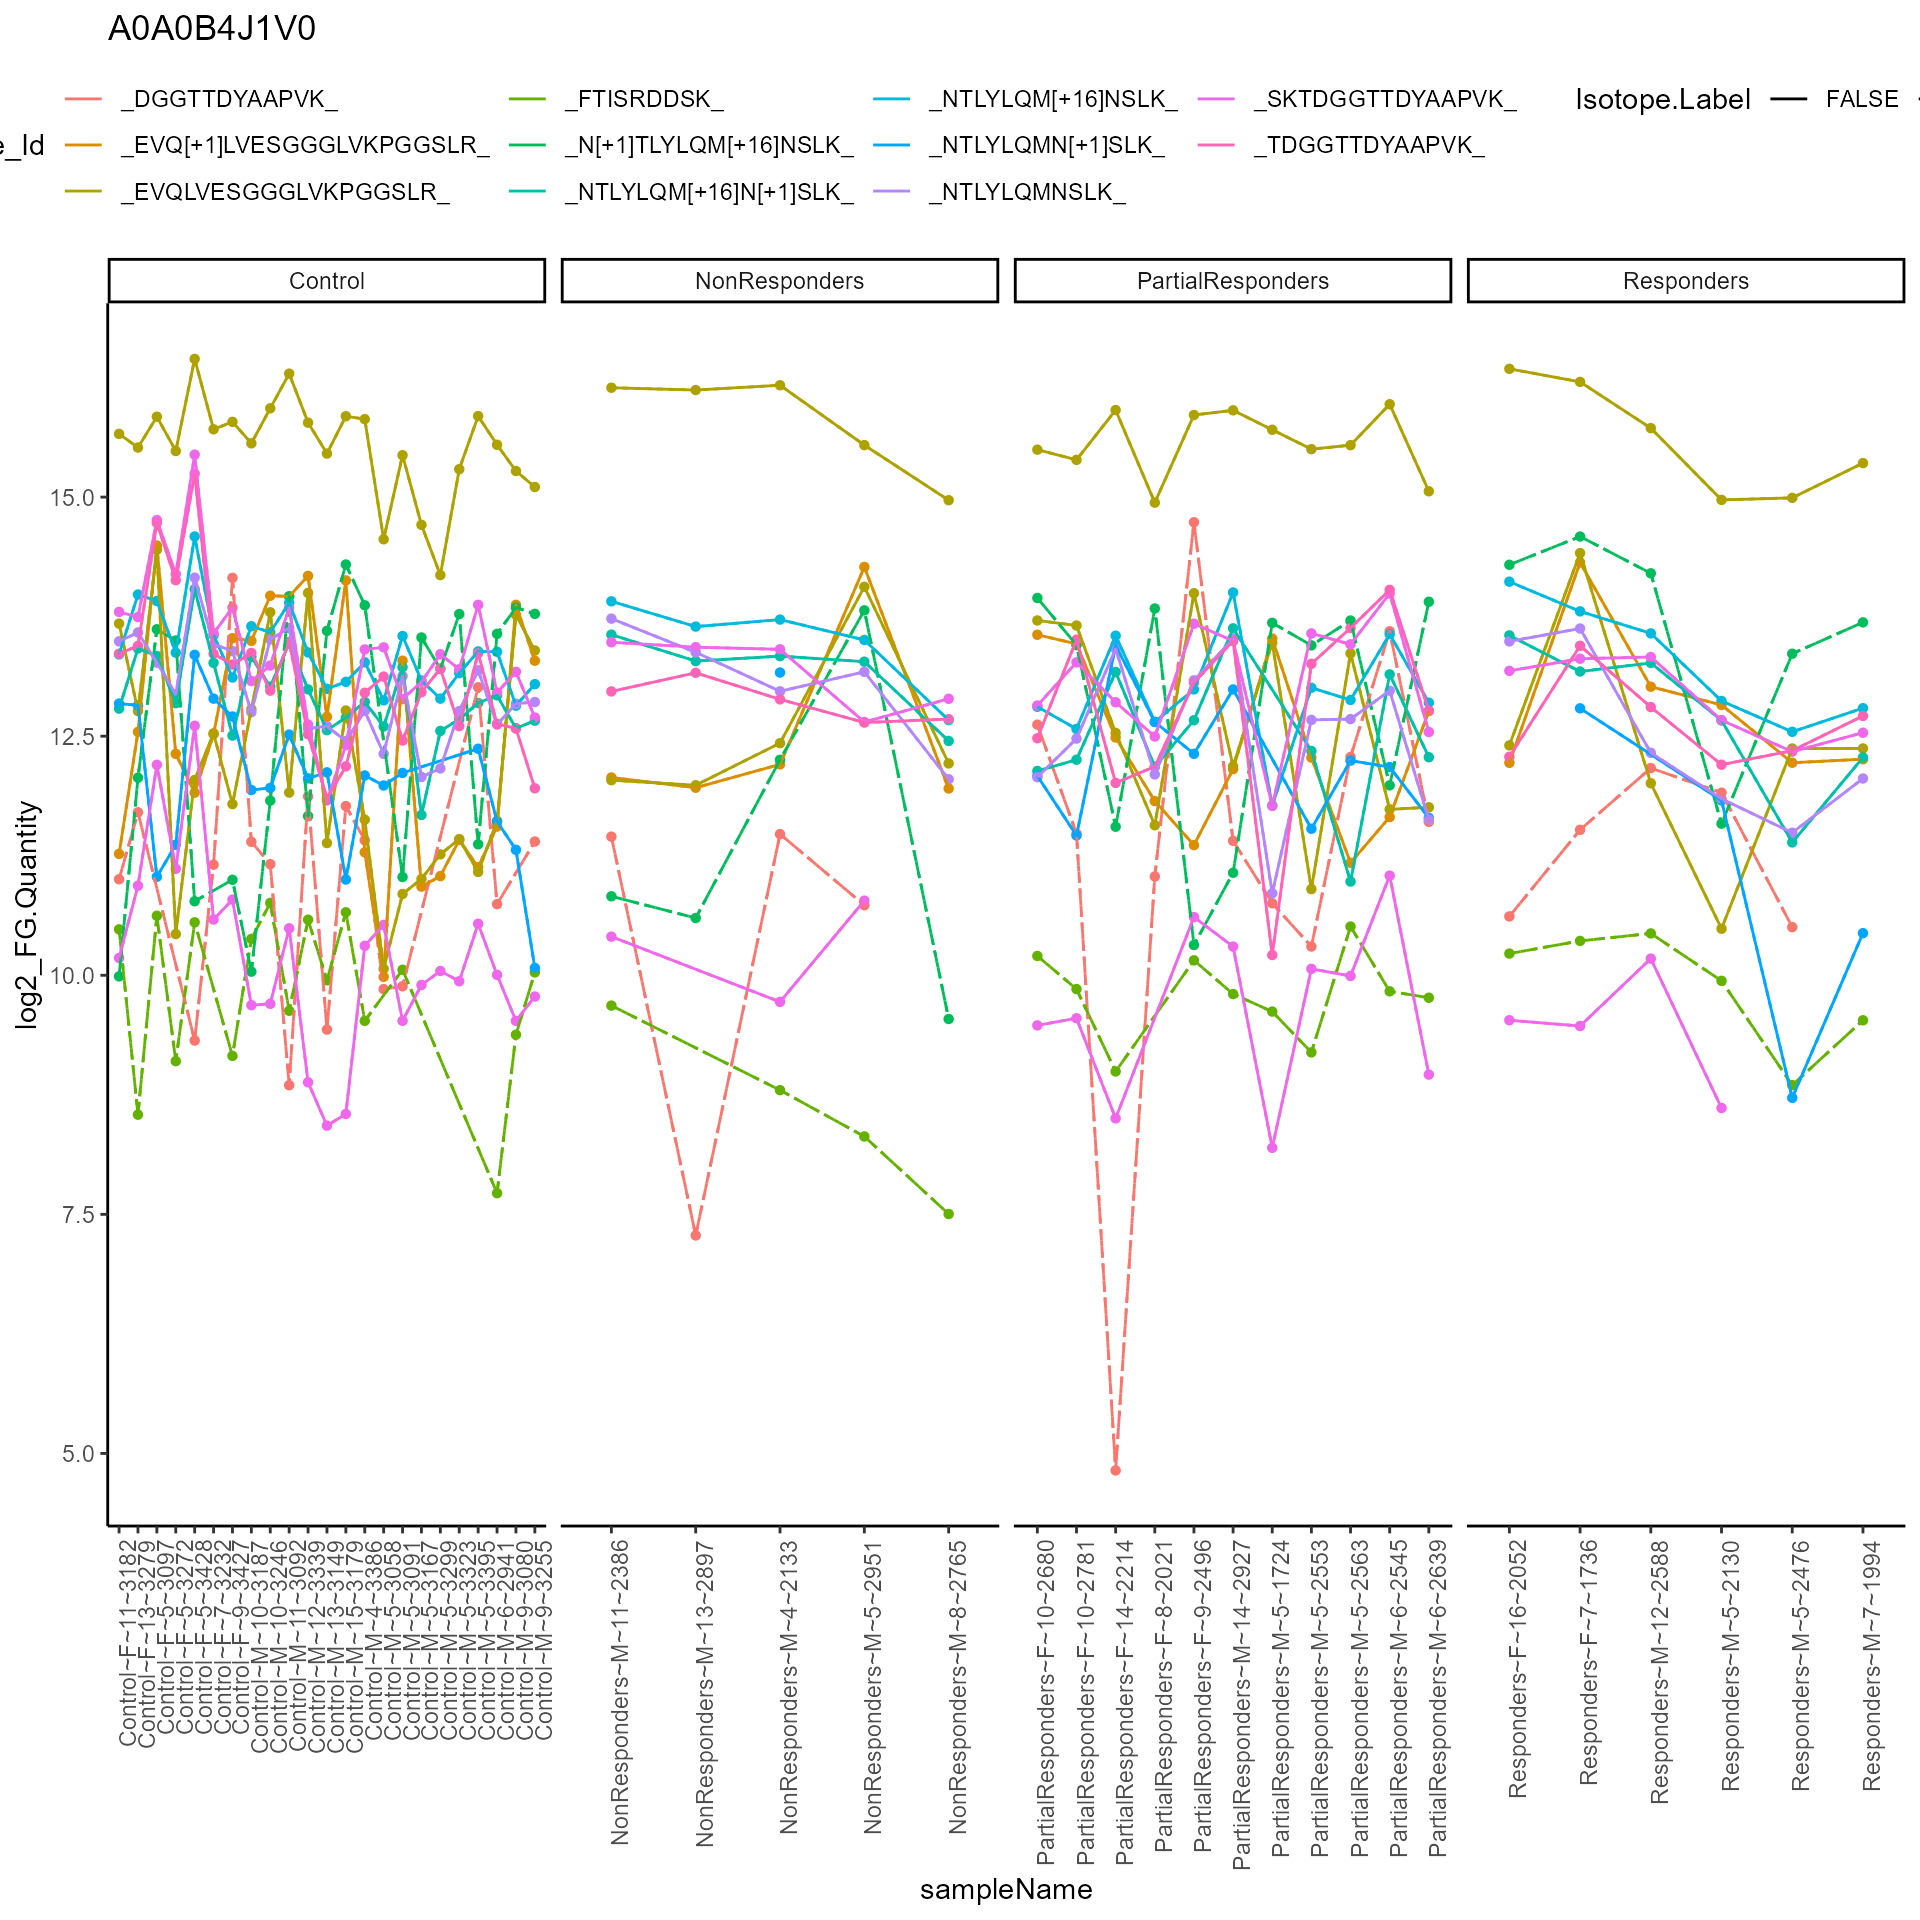 A0A0B4J1V0
_DGGTTDYAAPVK_ _FTISRDDSK_ _NTLYLQM[+16]NSLK_ _SKTDGGTTDYAAPVK_ Isotope.Label FALSE
e_Id _EVQ[+1]LVESGGGLVKPGGSLR_ _N[+1]TLYLQM[+16]NSLK_ _NTLYLQMN[+1]SLK_ _TDGGTTDYAAPVK_
_EVQLVESGGGLVKPGGSLR_ _NTLYLQM[+16]N[+1]SLK_ _NTLYLQMNSLK_
Control NonResponders PartialResponders Responders
15.0
12.5
10.0
7.5
5.0
log2_FG.Quantity
Control~F~11~3182
Control~F~13~3279
Control~F~5~3097
Control~F~5~3272
Control~F~5~3428
Control~F~7~3232
Control~F~9~3427
Control~M~10~3187
Control~M~10~3246
Control~M~11~3092
Control~M~12~3339
Control~M~13~3149
Control~M~15~3179
Control~M~4~3386
Control~M~5~3058
Control~M~5~3091
Control~M~5~3167
Control~M~5~3299
Control~M~5~3323
Control~M~5~3395
Control~M~6~2941
Control~M~9~3080
Control~M~9~3255
NonResponders~M~11~2386
NonResponders~M~13~2897
NonResponders~M~4~2133
NonResponders~M~5~2951
NonResponders~M~8~2765
PartialResponders~F~10~2680
PartialResponders~F~10~2781
PartialResponders~F~14~2214
PartialResponders~F~8~2021
PartialResponders~F~9~2496
PartialResponders~M~14~2927
PartialResponders~M~5~1724
PartialResponders~M~5~2553
PartialResponders~M~5~2563
PartialResponders~M~6~2545
PartialResponders~M~6~2639
Responders~F~16~2052
Responders~F~7~1736
Responders~M~12~2588
Responders~M~5~2130
Responders~M~5~2476
Responders~M~7~1994
sampleName